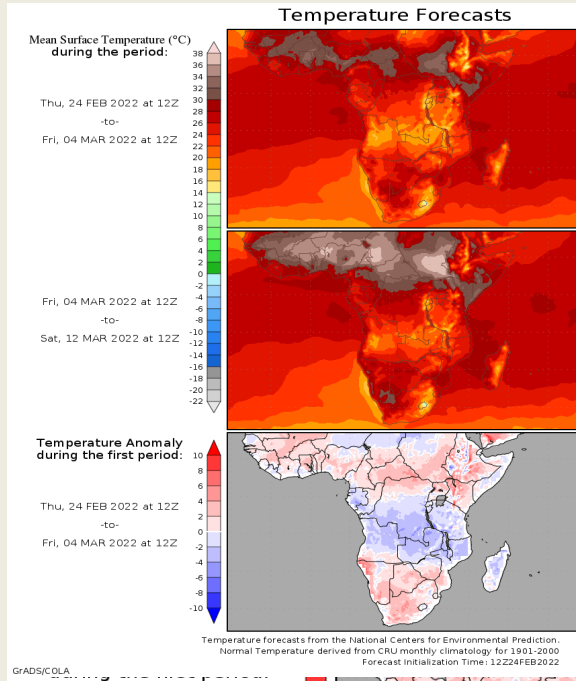 Temperature Forecasts
Mean Surface Temperature (°C)
during the period:
38
36
34
32
30
28
26
24
22
20
18
16
14
12
10
8
6
4
2
0
-2
-4
-6
-8
-10
-12
-14
-16
-18
-20
-22
Thu, 24 FEB 2022 at 12Z
-to-
Fri, 04 MAR 2022 at 12Z
Fri, 04 MAR 2022 at 12Z
-to-
Sat, 12 MAR 2022 at 12Z
Temperature Anomaly
during the first period:
10
8
6
4
2
0
-2
-4
-6
-8
-10
Thu, 24 FEB 2022 at 12Z
-to-
Fri, 04 MAR 2022 at 12Z
Temperature forecasts from the National Centers for Environmental Prediction.
Normal Temperature derived from CRU monthly climatology for 1901-2000
Forecast Initialization Time: 12Z24FEB2022
GrADS/COLA
during the first period: